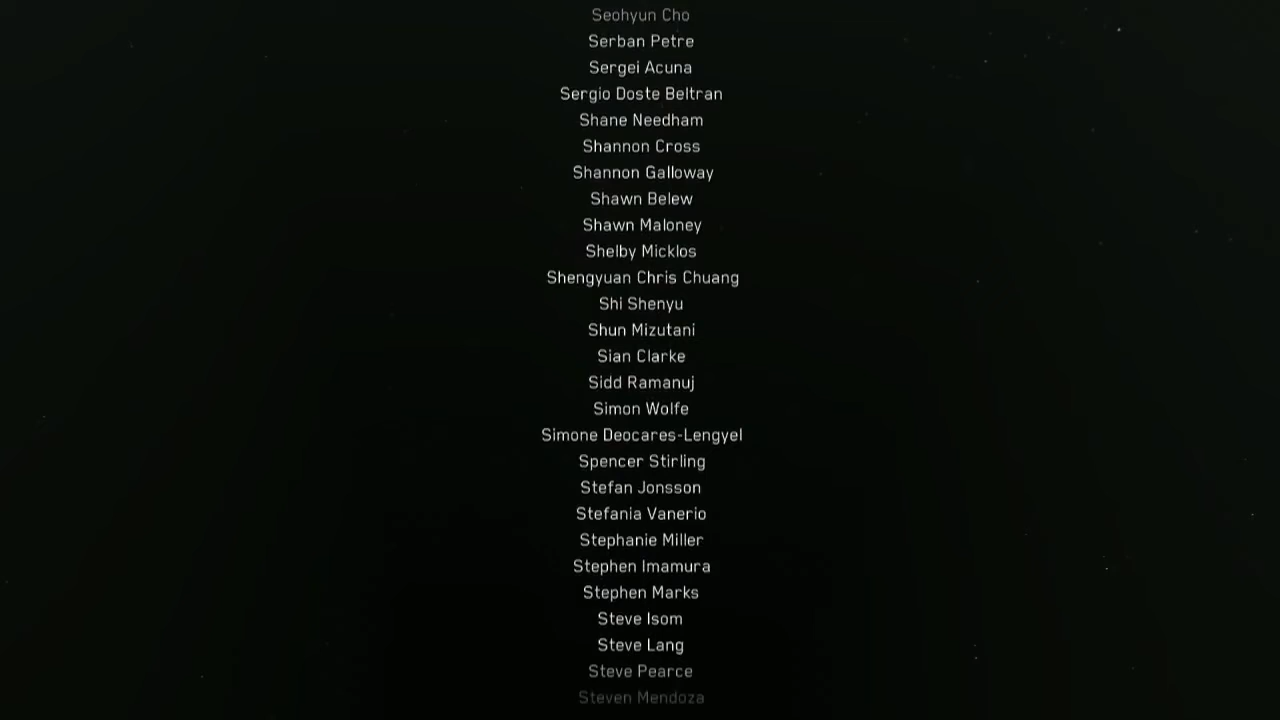 Seohyun Cho
Serban Petre
Sergei Acuna
Sergio Doste Beltran
Shane Needham
Shannon Cross
Shannon Galloway
Shawn Belew
Shawn Maloney
Shelby Micklos
Shengyuan Chris Chuang
Shi Shenyu
Shun Mizutani
Sian Clarke
Sidd Ramanuj
Simon Wolfe
Simone Deocares-Lengyel
Spencer Stirling
Stefan Jonsson
Stefania Vanerio
Stephanie Miller
Stephen Imamura
Stephen Marks
Steve Isom
Steve Lang
Steve Pearce
Steven Mendoza